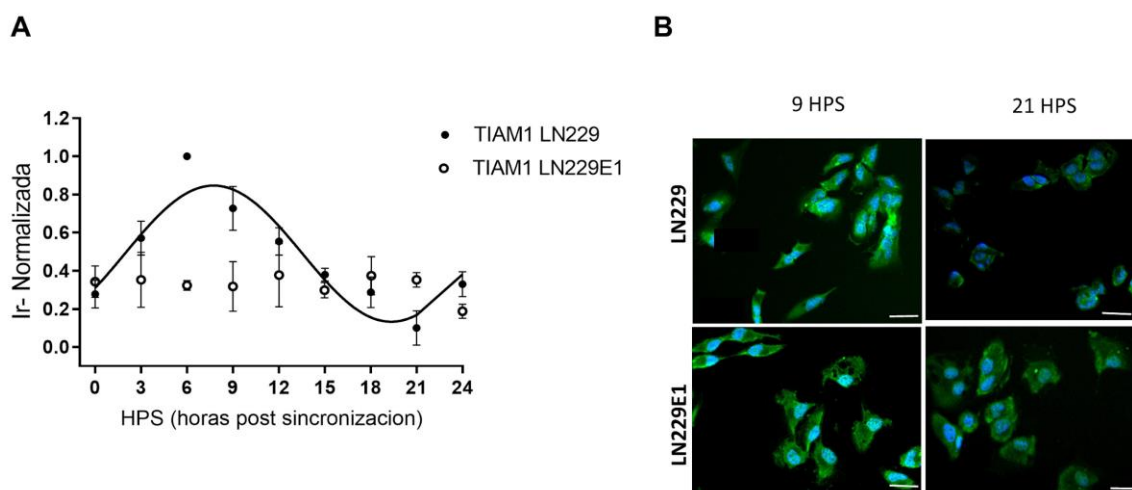 A
1.2
1.0
0.8
0.6
0.4
0.2
0.0
Ir- Normalizada
0 3 6 9 12 15 18 21 24
HPS (horas post sincronizacion)
TIAM1 LN229
TIAM1 LN229E1
B
9 HPS 21 HPS
LN229
LN229E1